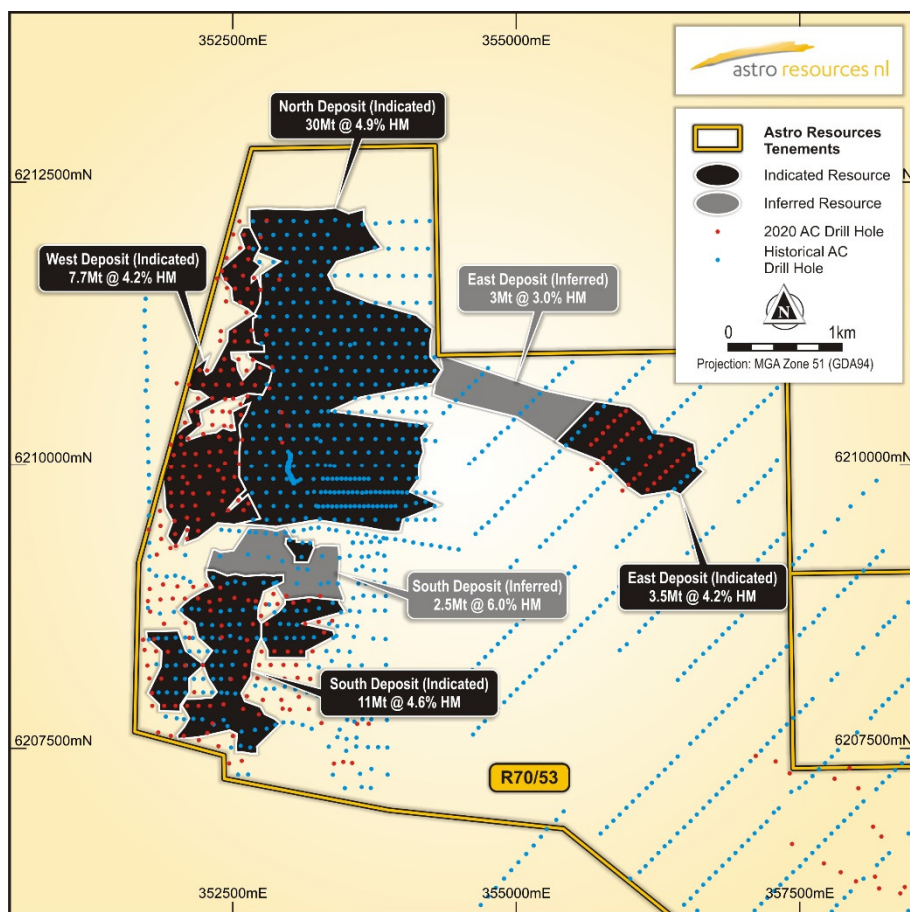 352500mE
355000mE
astro resources nl
North Deposit (Indicated)
30Mt @ 4.9% HM
Astro Resources
Tenements
6212500mN
Indicated Resource
Inferred Resource
2020 AC Drill Hole
Historical AC
Drill Hole
West Deposit (Indicated)
7.7Mt @ 4.2% HM
East Deposit (Inferred)
3Mt @ 3.0% HM
N
0
1km
Projection: MGA Zone 51 (GDA94)
6210000mN
6210000mN
South Deposit (Inferred)
2.5Mt @ 6.0% HM
East Deposit (Indicated)
3.5Mt @ 4.2% HM
South Deposit (Indicated)
11Mt @ 4.6% HM
6207500mN
6207500mN
R70/53
352500mE
355000mE
357500mE